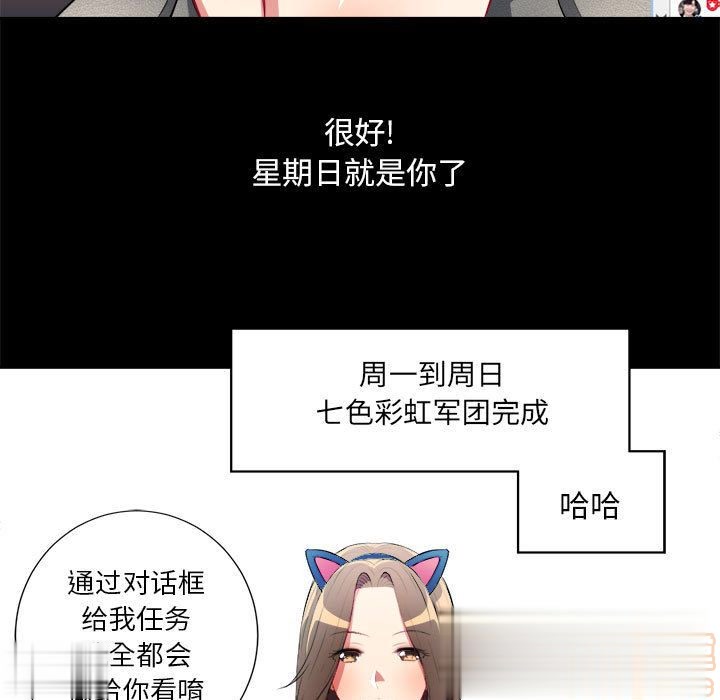 很好!
星期日就是你了
周一到周日
七色彩虹军团完成
哈哈
通过对话框
给我任务
全都会
给你看唷